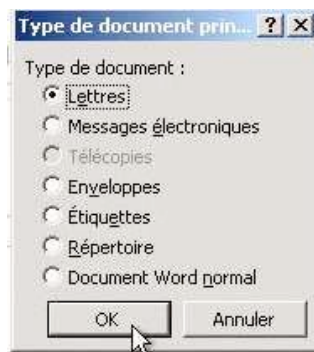 Type de document prin...
Type de document :
Lettres
Messages électroniques
Télécopies
Enveloppes
Étiquettes
Répertoire
Document Word normal
OK Annuler